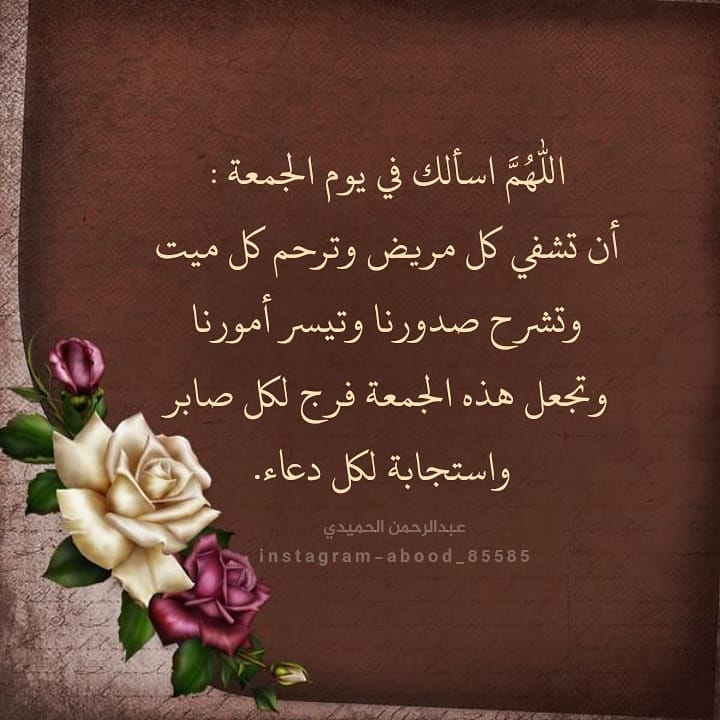 اللّٰهُمَّ اسألك في يوم الجمعة :
أن تشفي كل مريض وترحم كل ميت
وتشرح صدورنا وتيسر أمورنا
وتجعل هذه الجمعة فرج لكل صابر
واستجابة لكل دعاء.
عبدالرحمن الحميدي
instagram-abood_85585